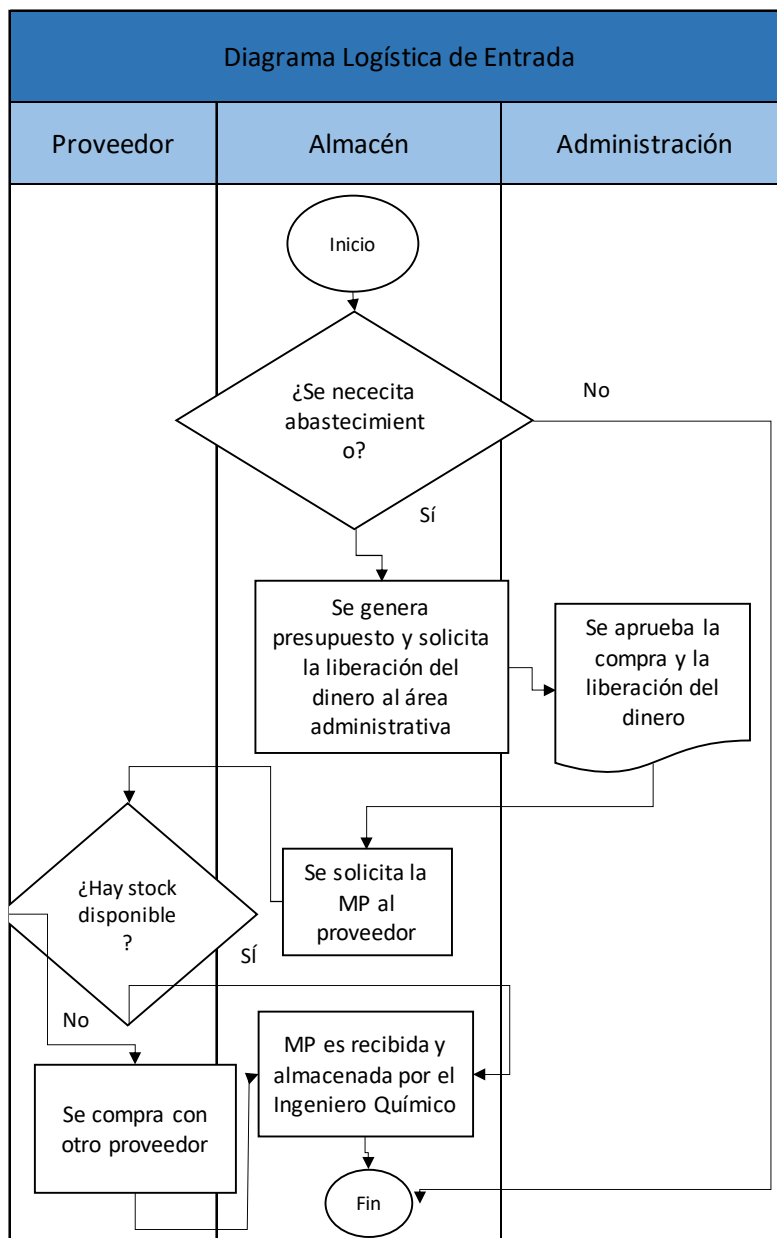 Diagrama Logística de Entrada
Proveedor
Almacén
Administración
Inicio
¿Se nececita
abastecimient
o?
No
Sí
Se genera
presupuesto y solicita
la liberación del
dinero al área
administrativa
Se aprueba la
compra y la
liberación del
dinero
Se solicita la
MP al
proveedor
¿Hay stock
disponible
?
Sí
No
MP es recibida y
almacenada por el
Ingeniero Químico
Se compra con
otro proveedor
Fin